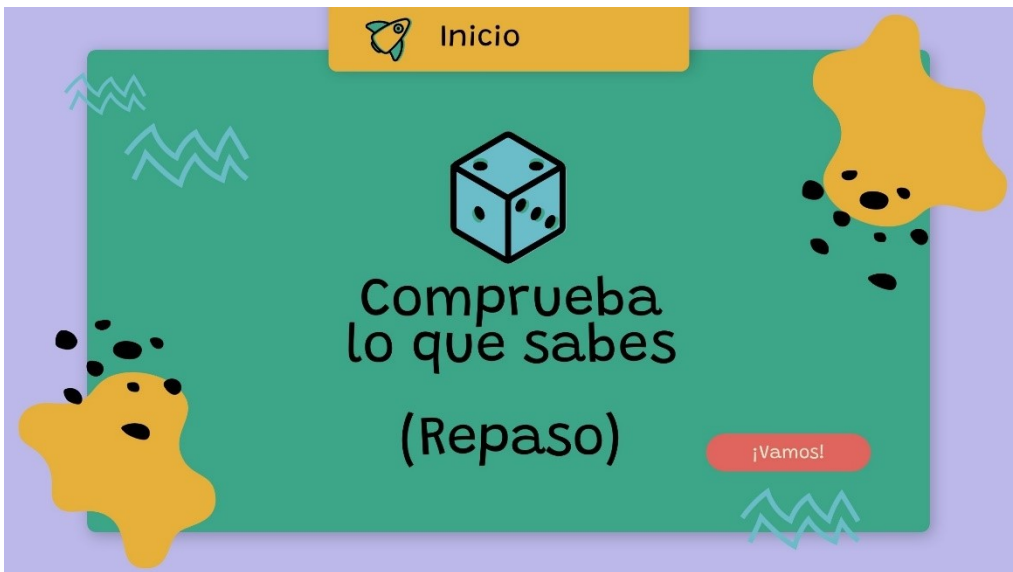 Inicio
Comprueba
lo que sabes
(Repaso)
¡Vamos!